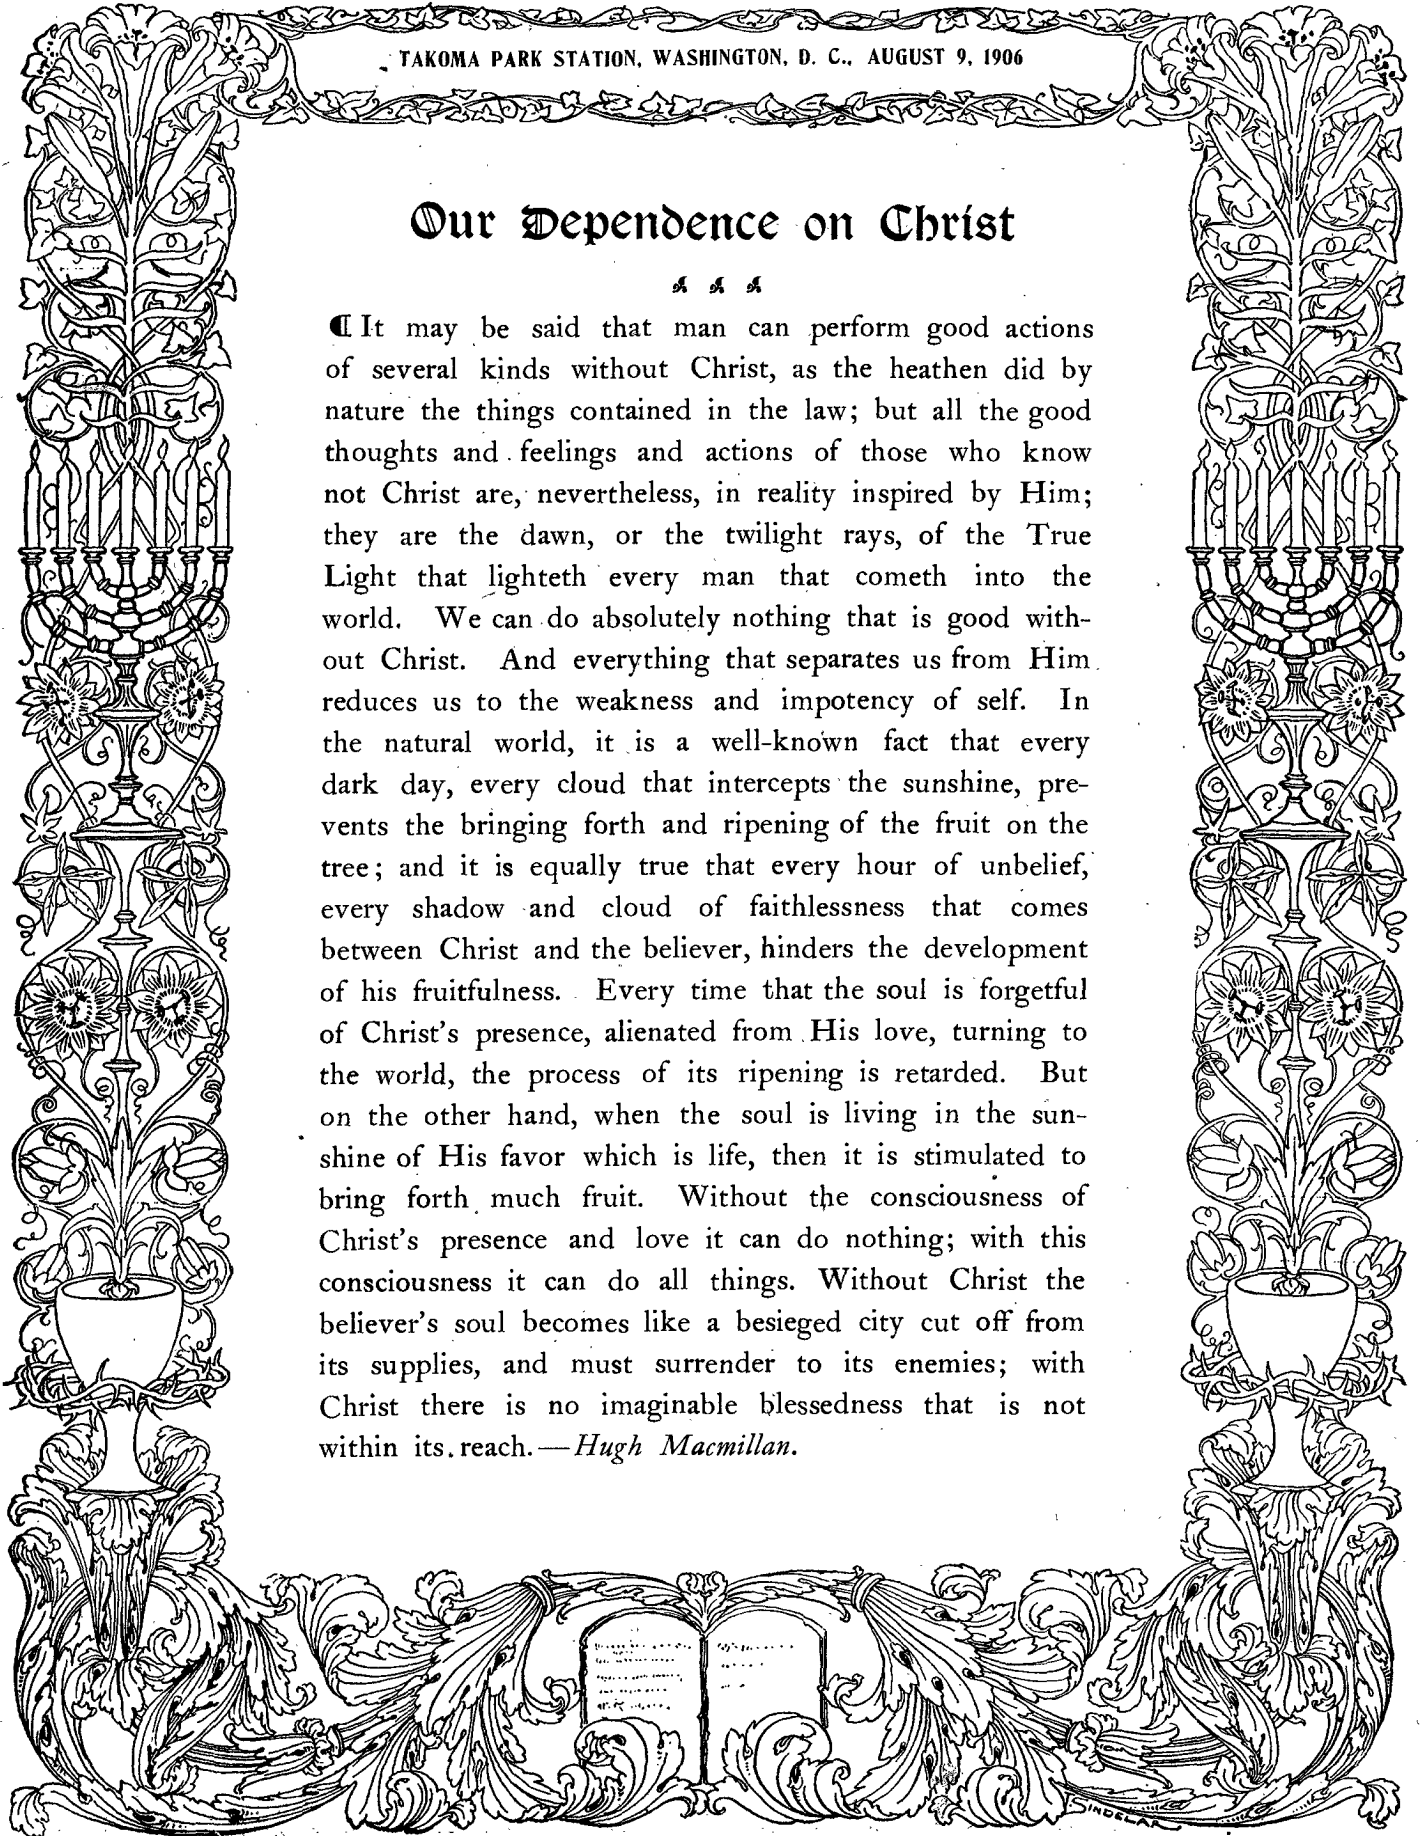 TAKOMA PARK STATION, WASHINGTON, D. C., AUGUST 9, 1906
Our Dependence on Christ
¶ It may be said that man can perform good actions
of several kinds without Christ, as the heathen did by
nature the things contained in the law; but all the good
thoughts and feelings and actions of those who know
not Christ are, nevertheless, in reality inspired by Him;
they are the dawn, or the twilight rays, of the True
Light that lighteth every man that cometh into the
world. We can do absolutely nothing that is good with-
out Christ. And everything that separates us from Him
reduces us to the weakness and impotency of self. In
the natural world, it is a well-known fact that every
dark day, every cloud that intercepts the sunshine, pre-
vents the bringing forth and ripening of the fruit on the
tree; and it is equally true that every hour of unbelief,
every shadow and cloud of faithlessness that comes
between Christ and the believer, hinders the development
of his fruitfulness. Every time that the soul is forgetful
of Christ's presence, alienated from His love, turning to
the world, the process of its ripening is retarded. But
on the other hand, when the soul is living in the sun-
shine of His favor which is life, then it is stimulated to
bring forth much fruit. Without the consciousness of
Christ's presence and love it can do nothing; with this
consciousness it can do all things. Without Christ the
believer's soul becomes like a besieged city cut off from
its supplies, and must surrender to its enemies; with
Christ there is no imaginable blessedness that is not
within its reach.—Hugh Macmillan.
SINDELAR